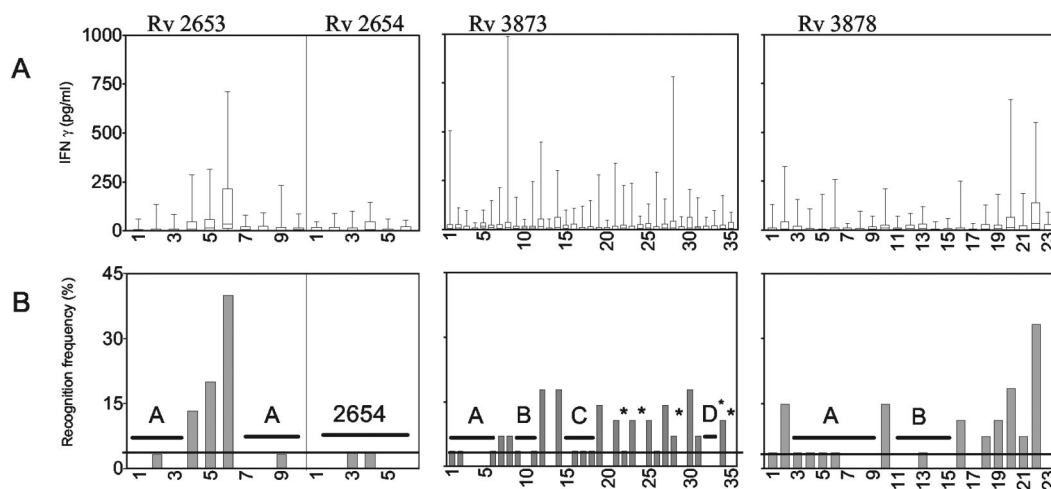 Rv 2653 Rv 2654 Rv 3873 Rv 3878
A
IFN γ (pg/ml)
1000
750
500
250
0
1 3 5 7 9 1 3 5
1 5 10 15 20 25 30 35
1 3 5 7 9 11 13 15 17 19 21 23
B
Recognition frequency (%)
45
30
15
0
A A 2654
A B C * * * D * *
A B
1 3 5 7 9 1 3 5
1 5 10 15 20 25 30 35
1 3 5 7 9 11 13 15 17 19 21 23